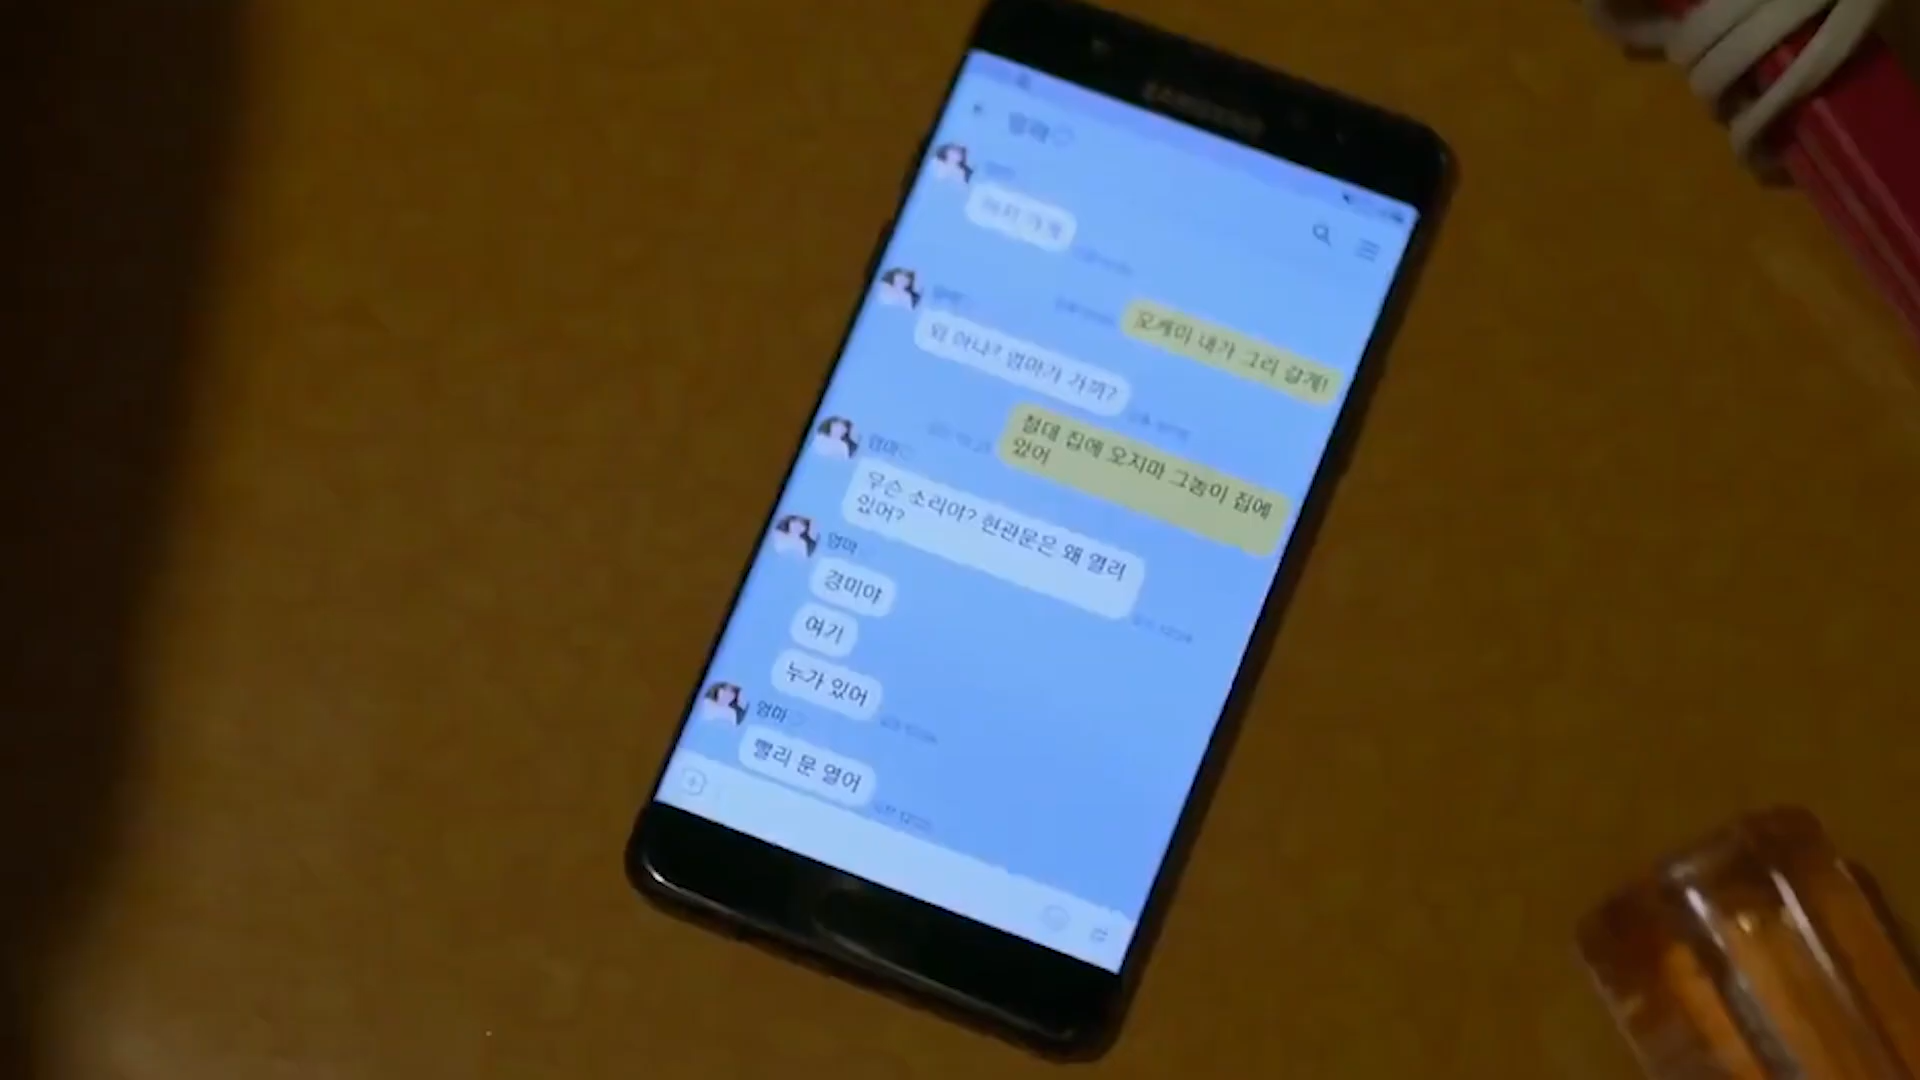 SAMSUNG
엄마♡
오케이 내가 그리 갈게!
왜 아냐? 엄마가 가까?
절대 집에 오지마 그놈이 집에
있어
엄마♡
무슨 소리야? 현관문은 왜 열려
있어?
엄마
경미야
여기
누가 있어
엄마♡
빨리 문 열어